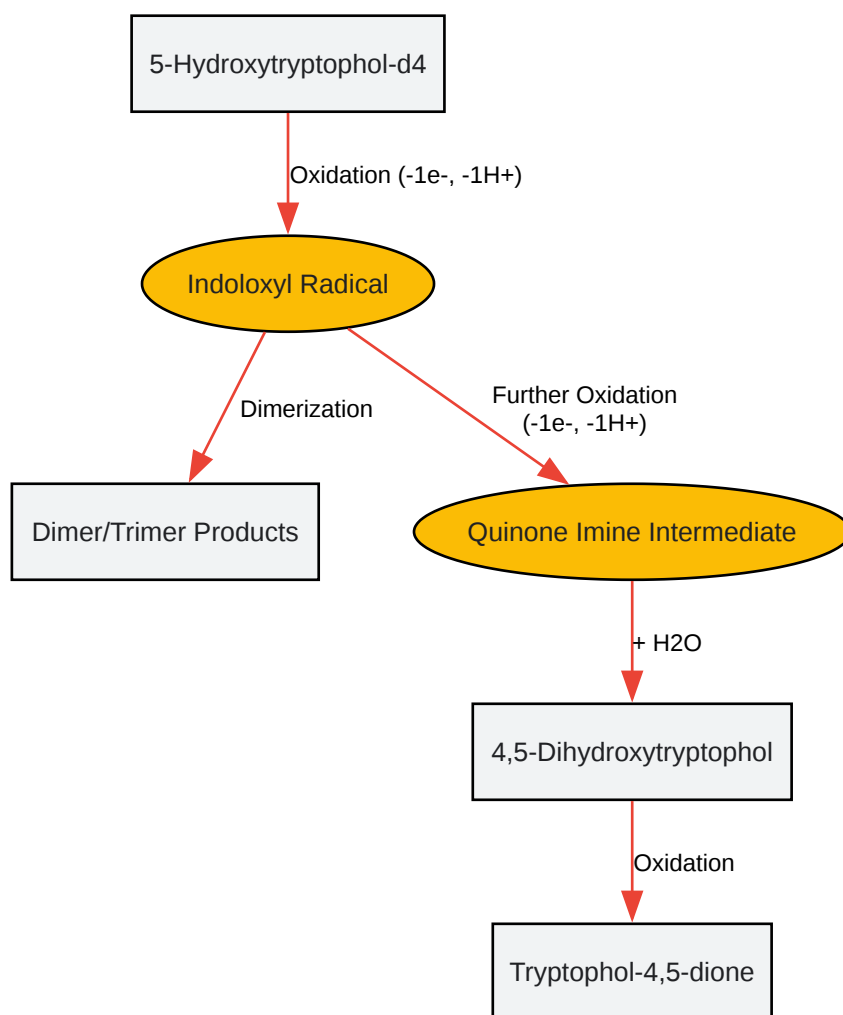 5-Hydroxytryptophol-d4
Oxidation (-1e-, -1H+)
Indoloxyl Radical
Dimerization
Further Oxidation
(-1e-, -1H+)
Dimer/Trimer Products
Quinone Imine Intermediate
+ H2O
4,5-Dihydroxytryptophol
Oxidation
Tryptophol-4,5-dione